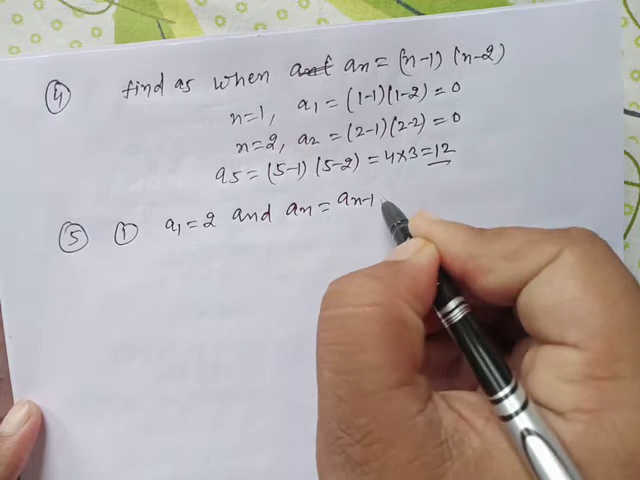 ④ find a5 when aₙ = (n-1) (n-2)
n=1, a₁ = (1-1)(1-2) = 0
n=2, a₂ = (2-1)(2-2) = 0
a5 = (5-1) (5-2) = 4×3=12
⑤ ① a₁ = 2 and aₙ = aₙ₋₁